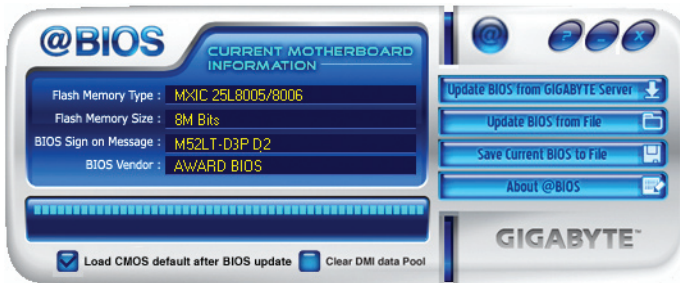 @BIOS
CURRENT MOTHERBOARD
INFORMATION
Flash Memory Type : MXIC 25L8005/8006
Flash Memory Size : 8M Bits
BIOS Sign on Message : M52LT-D3P D2
BIOS Vendor : AWARD BIOS
Load CMOS default after BIOS update
Clear DMI data Pool
@
?
_
X
Update BIOS from GIGABYTE Server
Update BIOS from File
Save Current BIOS to File
About @BIOS
GIGABYTE™